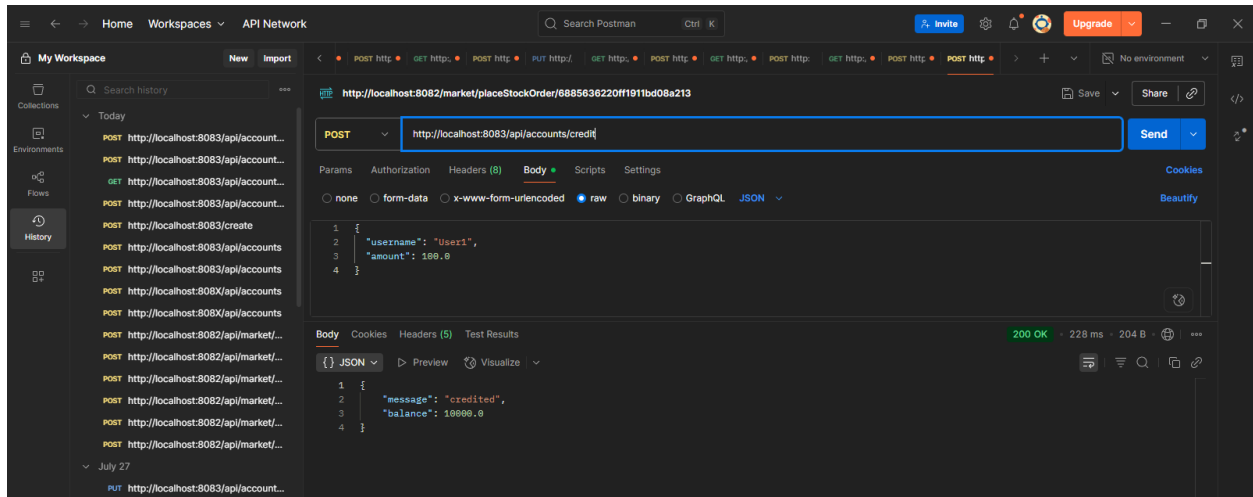 Home Workspaces API Network Search Postman Ctrl K Invite Upgrade
My Workspace New Import
POST http: GET http:, POST http: PUT http:/, GET http:, POST http: GET http:, POST http: GET http:, POST http: POST http: No environment
Collections
Environments
Flows
History
Search history
Today
POST http://localhost:8083/api/account...
POST http://localhost:8083/api/account...
GET http://localhost:8083/api/account...
POST http://localhost:8083/api/account...
POST http://localhost:8083/create
POST http://localhost:8083/api/accounts
POST http://localhost:8083/api/accounts
POST http://localhost:808X/api/accounts
POST http://localhost:808X/api/accounts
POST http://localhost:8082/api/market/...
POST http://localhost:8082/api/market/...
POST http://localhost:8082/api/market/...
POST http://localhost:8082/api/market/...
POST http://localhost:8082/api/market/...
POST http://localhost:8082/api/market/...
July 27
PUT http://localhost:8083/api/account...
HTTP http://localhost:8082/market/placeStockOrder/6885636220ff1911bd08a213 Save Share
POST http://localhost:8083/api/accounts/credit Send
Params Authorization Headers (8) Body Scripts Settings Cookies
none form-data x-www-form-urlencoded raw binary GraphQL JSON Beautify
1 {
2 "username": "User1",
3 "amount": 100.0
4 }
Body Cookies Headers (5) Test Results 200 OK 228 ms 204 B
{} JSON Preview Visualize
1 {
2 "message": "credited",
3 "balance": 10000.0
4 }